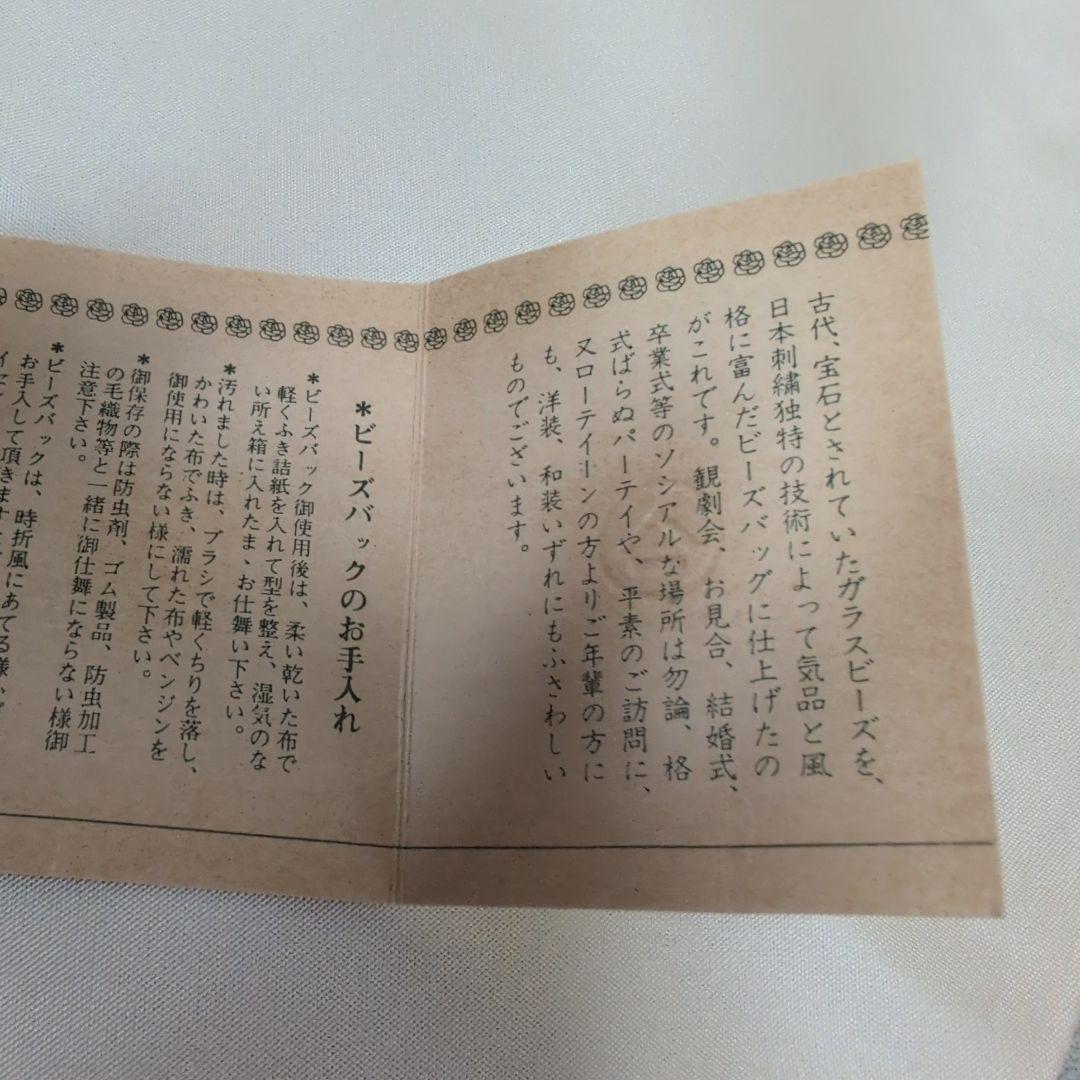 古代、宝石とされていたガラスビーズを、
日本刺繍独特の技術によって気品と風
格に富んだビーズバッグに仕上げたの
がこれです。観劇会、お見合、結婚式、
卒業式等のソシアルな場所は勿論、格
式ばらぬパーテイや、平素のご訪問に、
又ローテイーンの方よりご年輩の方に
も、洋装、和装いずれにもふさわしい
ものでございます。
＊ビーズバックのお手入れ
＊ビーズバック御使用後は、柔い乾いた布で
軽くふき詰紙を入れて型を整え、湿気のな
い所え箱に入れたまゝお仕舞い下さい。
＊汚れました時は、ブラシで軽くちりを落し、
かわいた布でふき、濡れた布やベンジンを
御使用にならない様にして下さい。
＊御保存の際は防虫剤、ゴム製品、防虫加工
の毛織物等と一緒に御仕舞にならない様御
注意下さい。
＊ビーズバックは、時折風にあてる様、
お手入して頂きます